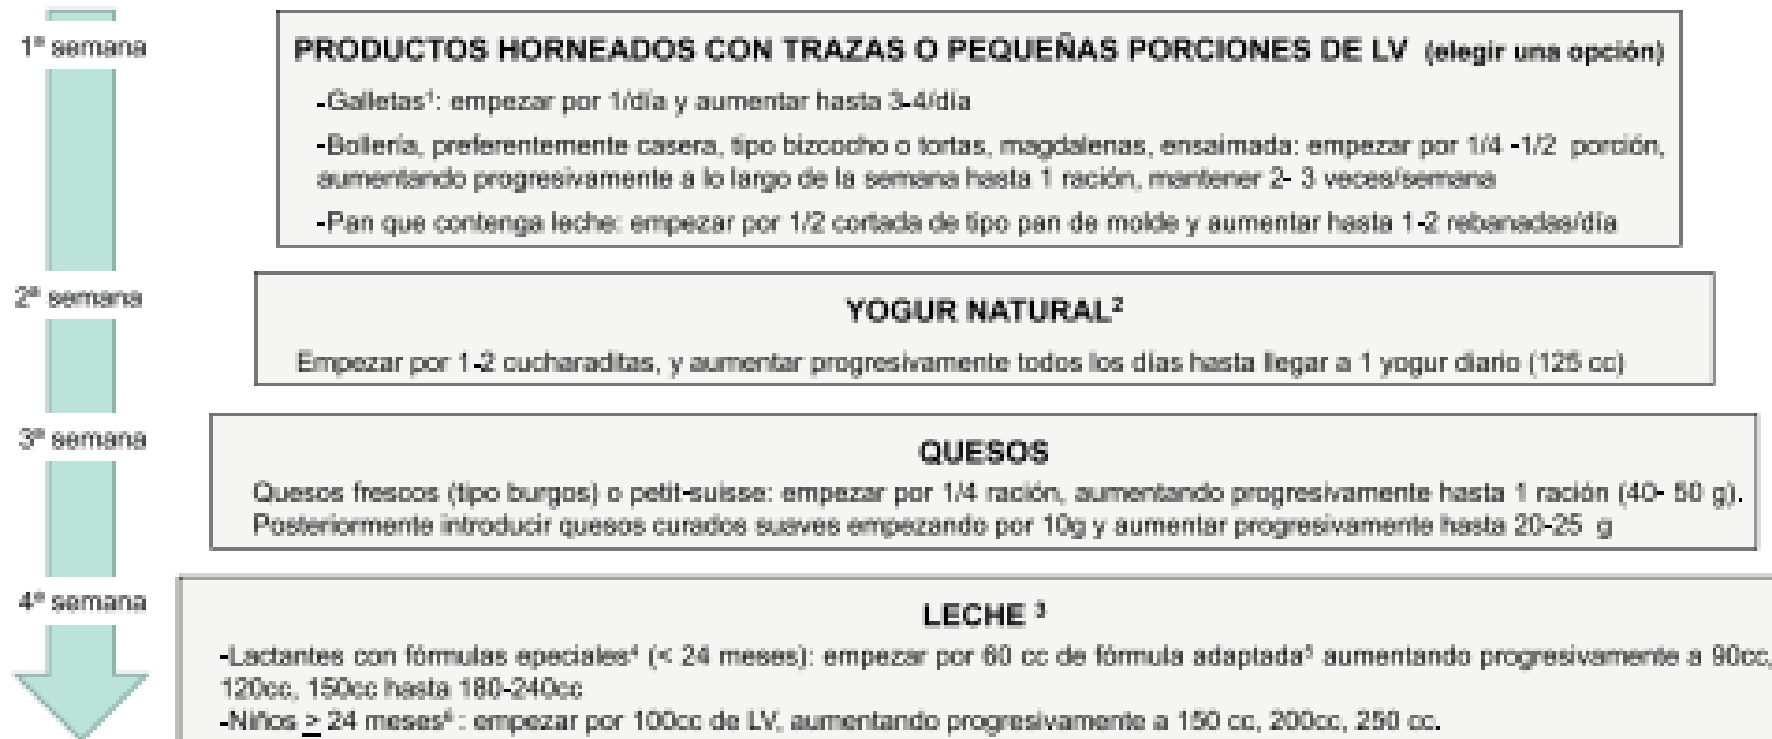 1ª semana
PRODUCTOS HORNEADOS CON TRAZAS O PEQUEÑAS PORCIONES DE LV (elegir una opción)
-Galletas¹: empezar por 1/día y aumentar hasta 3-4/día
-Bollería, preferentemente casera, tipo bizcocho o tortas, magdalenas, ensaimada: empezar por 1/4 -1/2 porción,
aumentando progresivamente a lo largo de la semana hasta 1 ración, mantener 2- 3 veces/semana
-Pan que contenga leche: empezar por 1/2 cortada de tipo pan de molde y aumentar hasta 1-2 rebanadas/día
2ª semana
YOGUR NATURAL²
Empezar por 1-2 cucharaditas, y aumentar progresivamente todos los días hasta llegar a 1 yogur diario (125 cc)
3ª semana
QUESOS
Quesos frescos (tipo burgos) o petit-suisse: empezar por 1/4 ración, aumentando progresivamente hasta 1 ración (40- 50 g).
Posteriormente introducir quesos curados suaves empezando por 10g y aumentar progresivamente hasta 20-25 g
4ª semana
LECHE ³
-Lactantes con fórmulas epeciales⁴ (< 24 meses): empezar por 60 cc de fórmula adaptada⁵ aumentando progresivamente a 90cc,
120cc, 150cc hasta 180-240cc
-Niños ≥ 24 meses⁶ : empezar por 100cc de LV, aumentando progresivamente a 150 cc, 200cc, 250 cc.